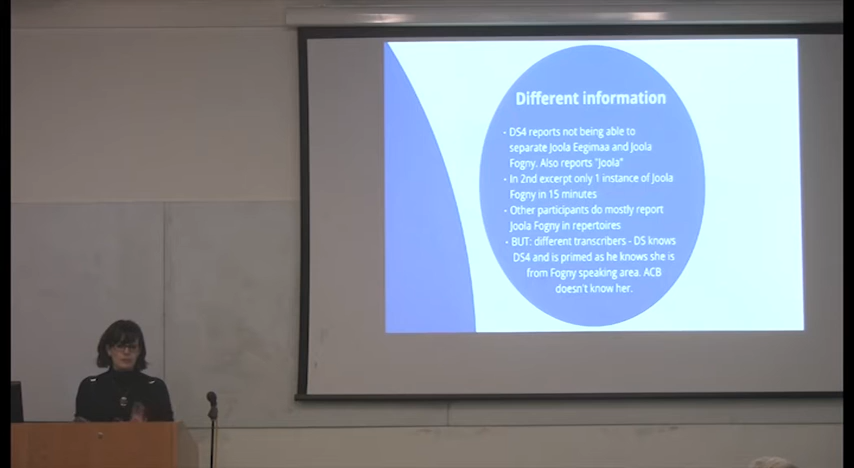 Different information
• DS4 reports not being able to
separate Joola Eegimaa and Joola
Fogny. Also reports "Joola"
• In 2nd excerpt only 1 instance of Joola
Fogny in 15 minutes
• Other participants do mostly report
Joola Fogny in repertoires
• BUT: different transcribers - DS knows
DS4 and is primed as he knows she is
from Fogny speaking area. ACB
doesn't know her.